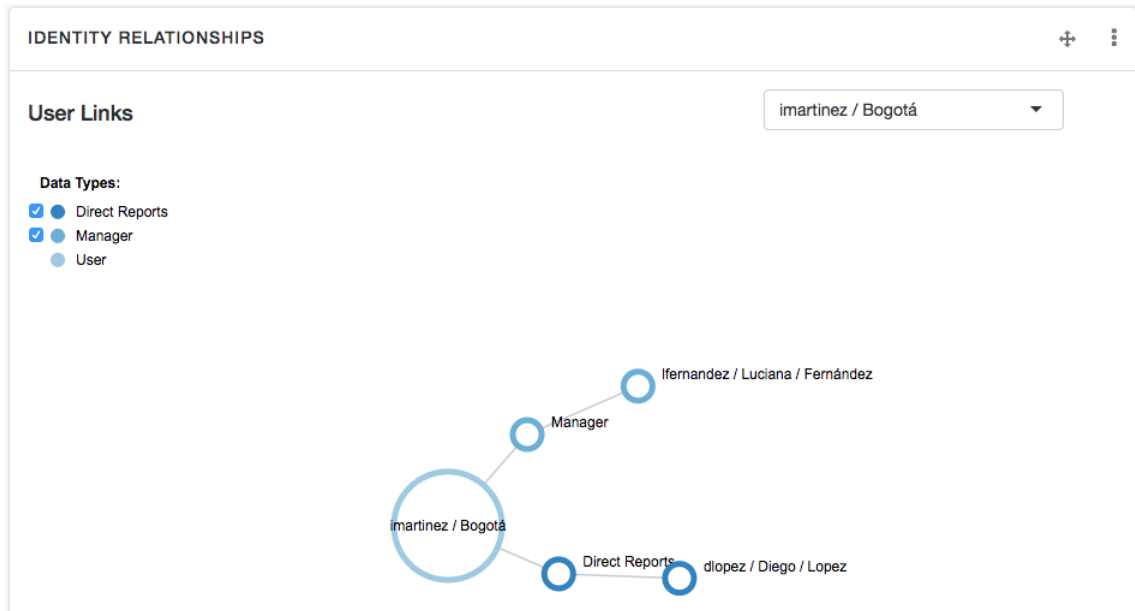 IDENTITY RELATIONSHIPS
User Links
imartinez / Bogotá
Data Types:
Direct Reports
Manager
User
lfernandez / Luciana / Fernández
Manager
imartinez / Bogotá
Direct Reports
dlopez / Diego / Lopez